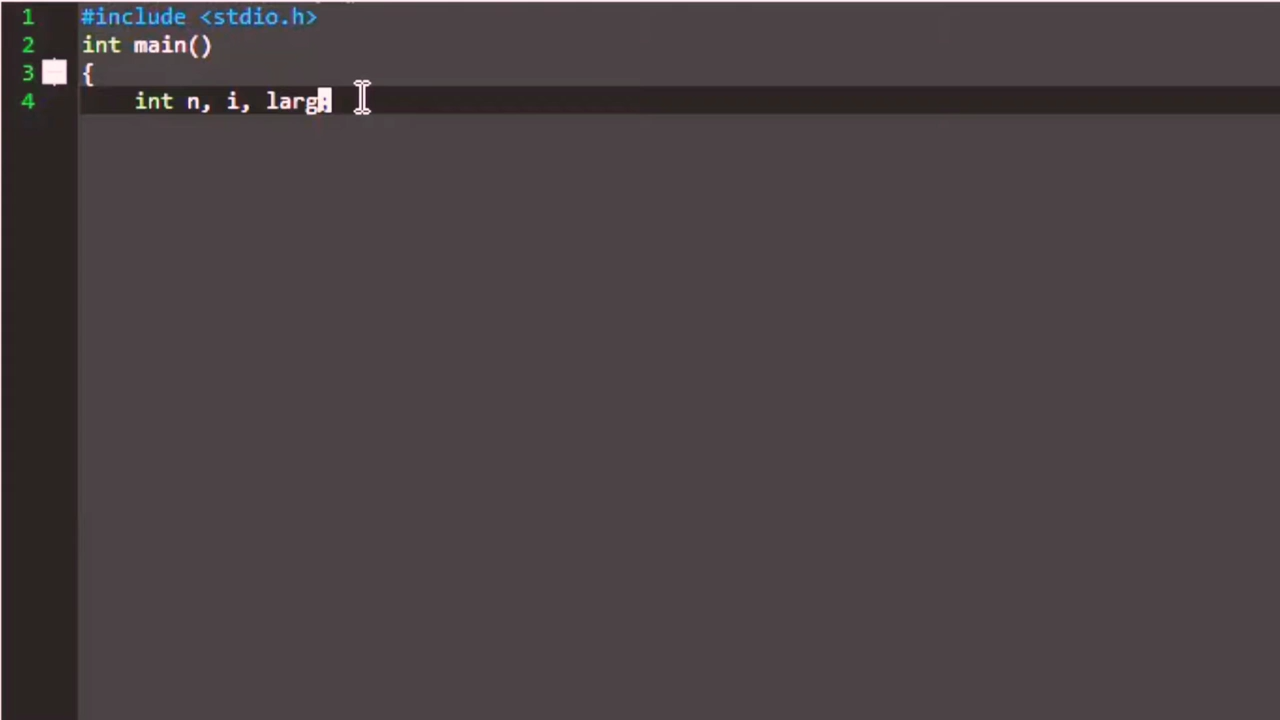 1 #include <stdio.h>
2 int main()
3 {
4 int n, i, larg;